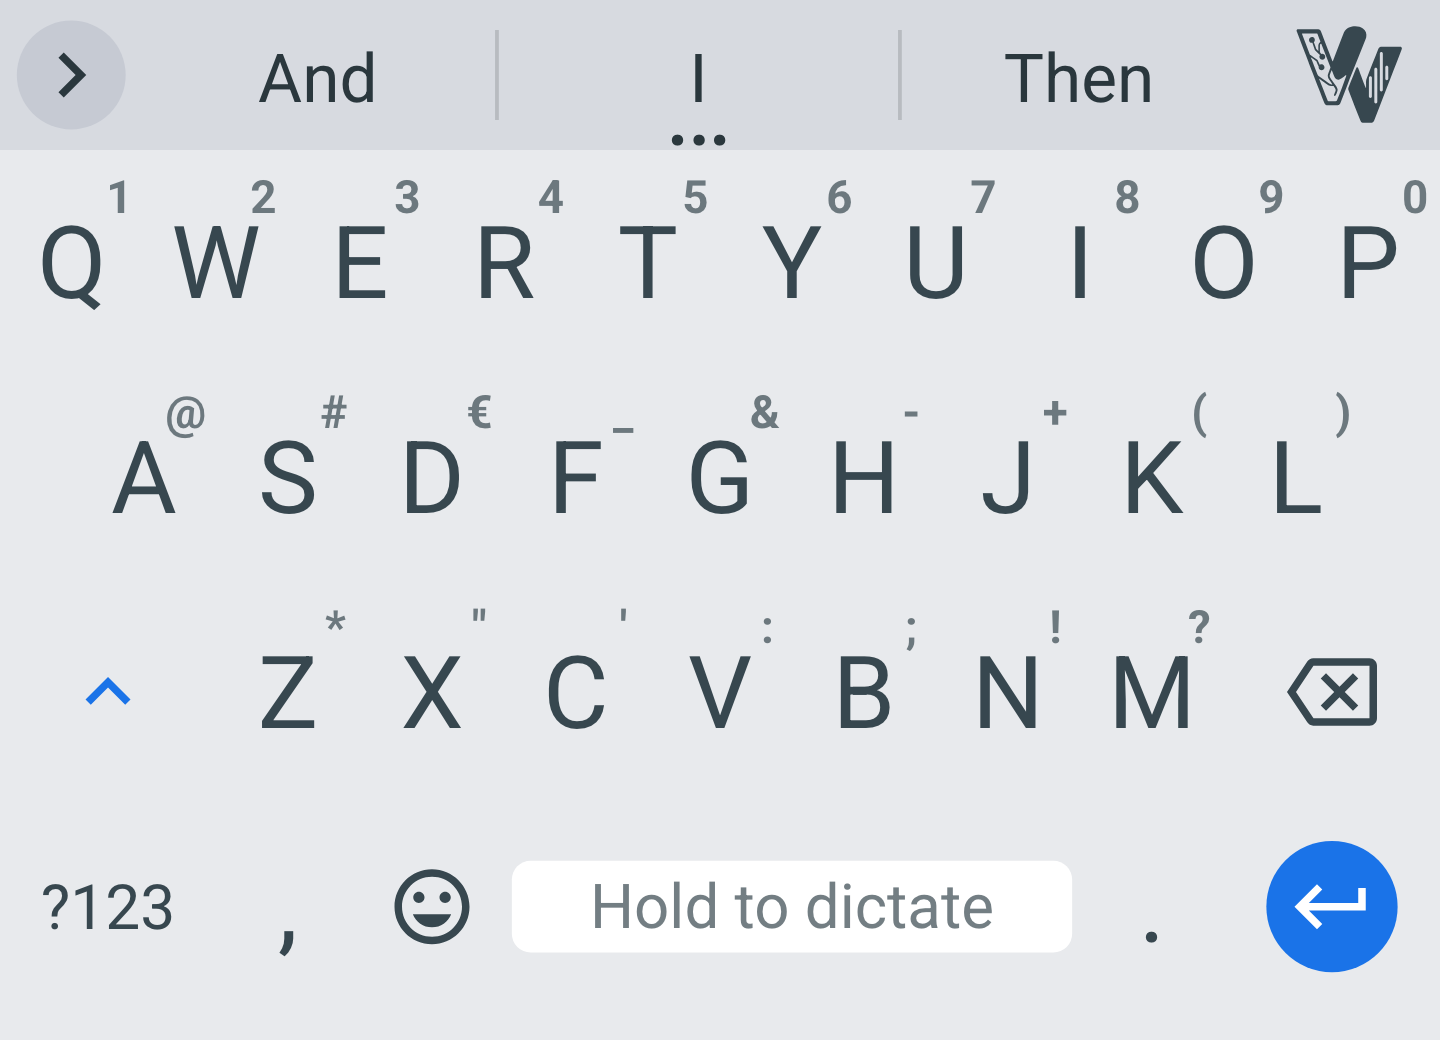 And I Then
1 2 3 4 5 6 7 8 9 0
Q W E R T Y U I O P
@ # € _ & - + ( )
A S D F G H J K L
* " ' : ; ! ?
Z X C V B N M
?123 , Hold to dictate .